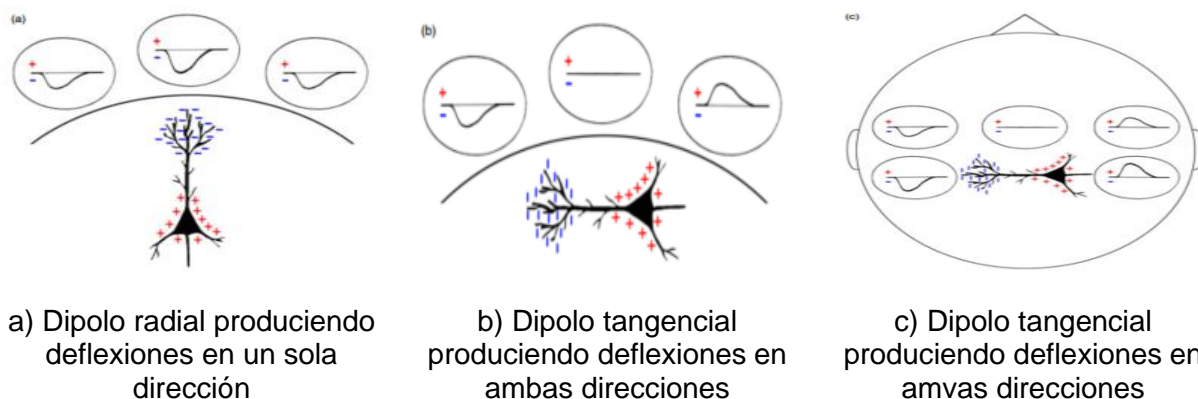 (a)
(b)
(c)
a) Dipolo radial produciendo
deflexiones en un sola
dirección
b) Dipolo tangencial
produciendo deflexiones en
ambas direcciones
c) Dipolo tangencial
produciendo deflexiones en
amvas direcciones